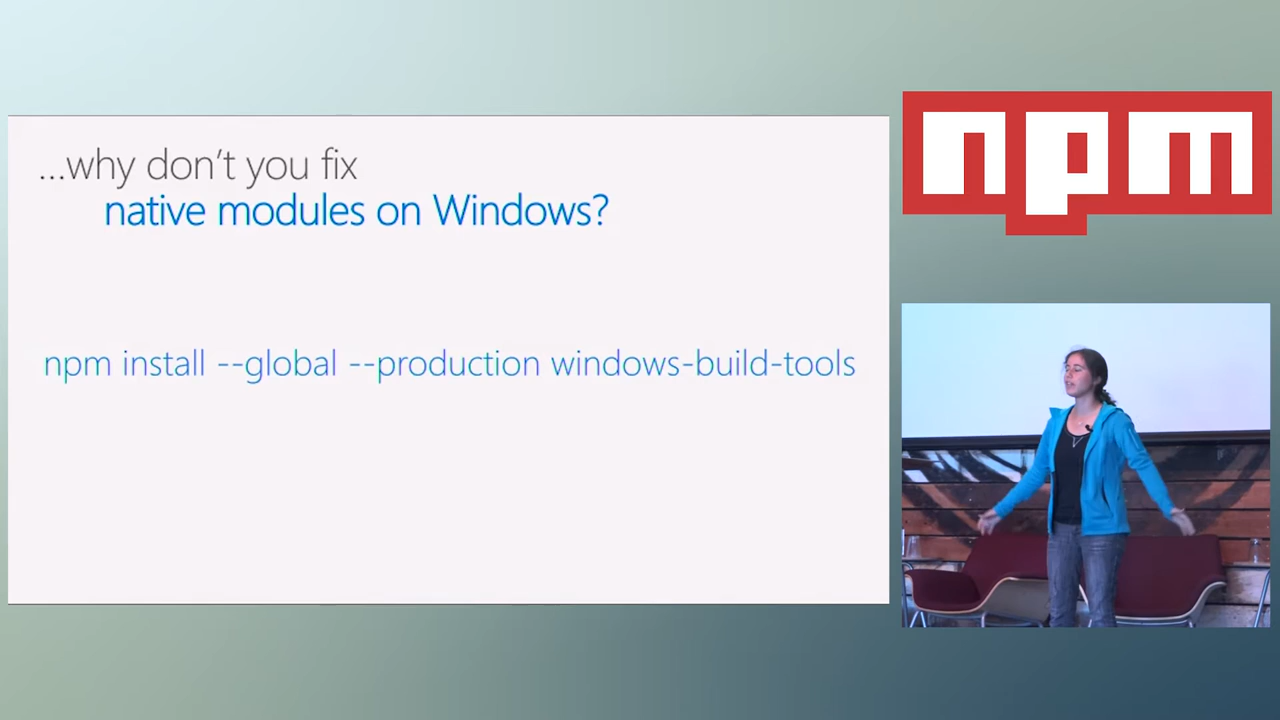 ...why don't you fix
native modules on Windows?
npm install --global --production windows-build-tools
npm